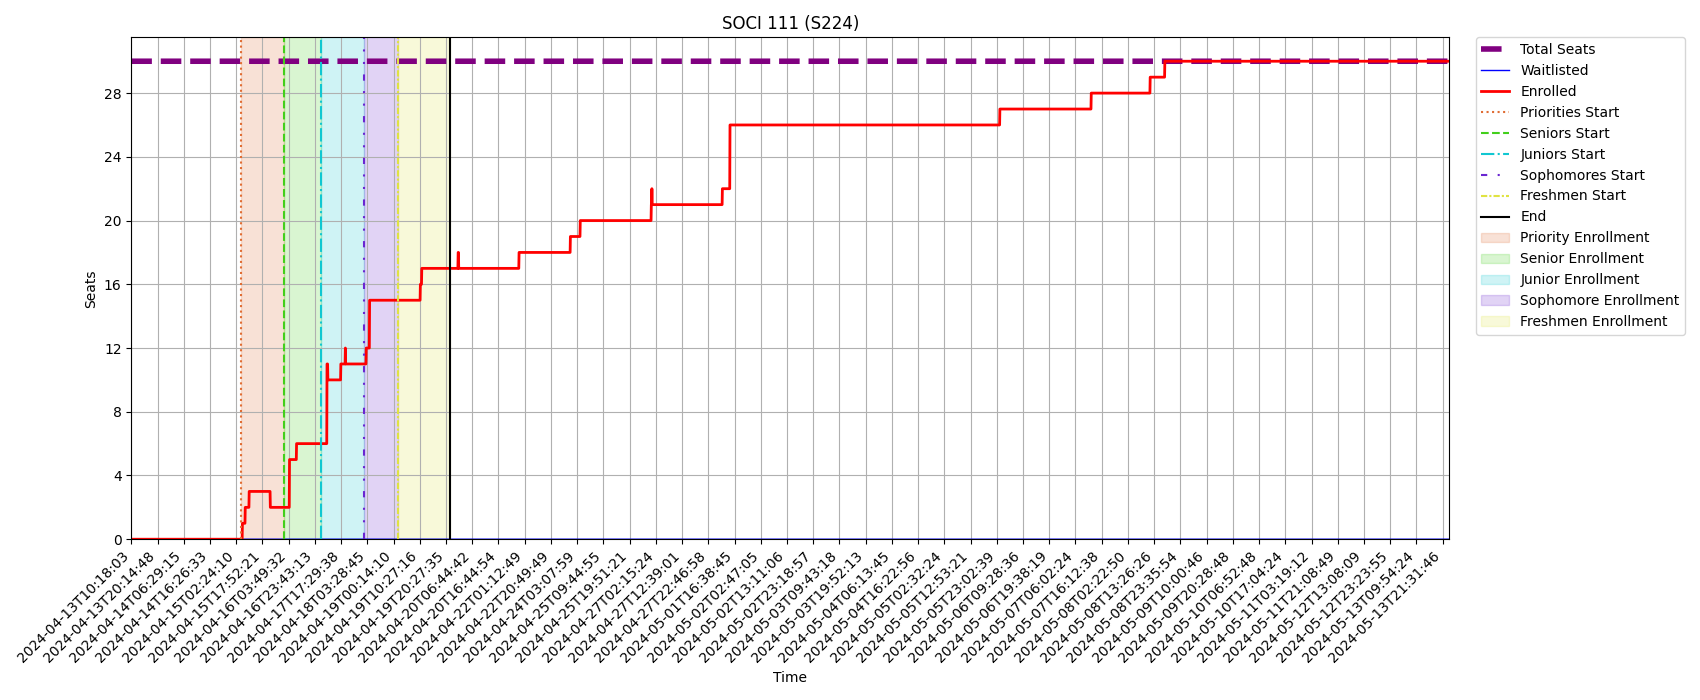 SOCI 111 (S224)
Seats
28
24
20
16
12
8
4
0
2024-04-13T10:18:03
2024-04-13T20:14:48
2024-04-14T06:29:15
2024-04-14T16:26:33
2024-04-15T02:24:10
2024-04-15T17:52:21
2024-04-16T03:49:32
2024-04-16T23:43:13
2024-04-17T17:29:38
2024-04-18T03:28:45
2024-04-19T00:14:10
2024-04-19T10:27:16
2024-04-19T20:27:35
2024-04-20T06:44:42
2024-04-20T16:44:54
2024-04-22T01:12:49
2024-04-22T20:49:49
2024-04-24T03:07:59
2024-04-25T09:44:55
2024-04-25T19:51:21
2024-04-27T02:15:24
2024-04-27T12:39:01
2024-04-27T22:46:58
2024-05-01T16:38:45
2024-05-02T02:47:05
2024-05-02T13:11:06
2024-05-02T23:18:57
2024-05-03T09:43:18
2024-05-03T19:52:13
2024-05-04T06:13:45
2024-05-04T16:22:56
2024-05-05T02:32:24
2024-05-05T12:53:21
2024-05-05T23:02:39
2024-05-06T09:28:36
2024-05-06T19:38:19
2024-05-07T06:02:24
2024-05-07T16:12:38
2024-05-08T02:22:50
2024-05-08T13:26:26
2024-05-08T23:35:54
2024-05-09T10:00:46
2024-05-09T20:28:48
2024-05-10T06:52:48
2024-05-10T17:04:24
2024-05-11T03:19:12
2024-05-11T21:08:49
2024-05-12T13:08:09
2024-05-12T23:23:55
2024-05-13T09:54:24
2024-05-13T21:31:46
Time
Total Seats
Waitlisted
Enrolled
Priorities Start
Seniors Start
Juniors Start
Sophomores Start
Freshmen Start
End
Priority Enrollment
Senior Enrollment
Junior Enrollment
Sophomore Enrollment
Freshmen Enrollment